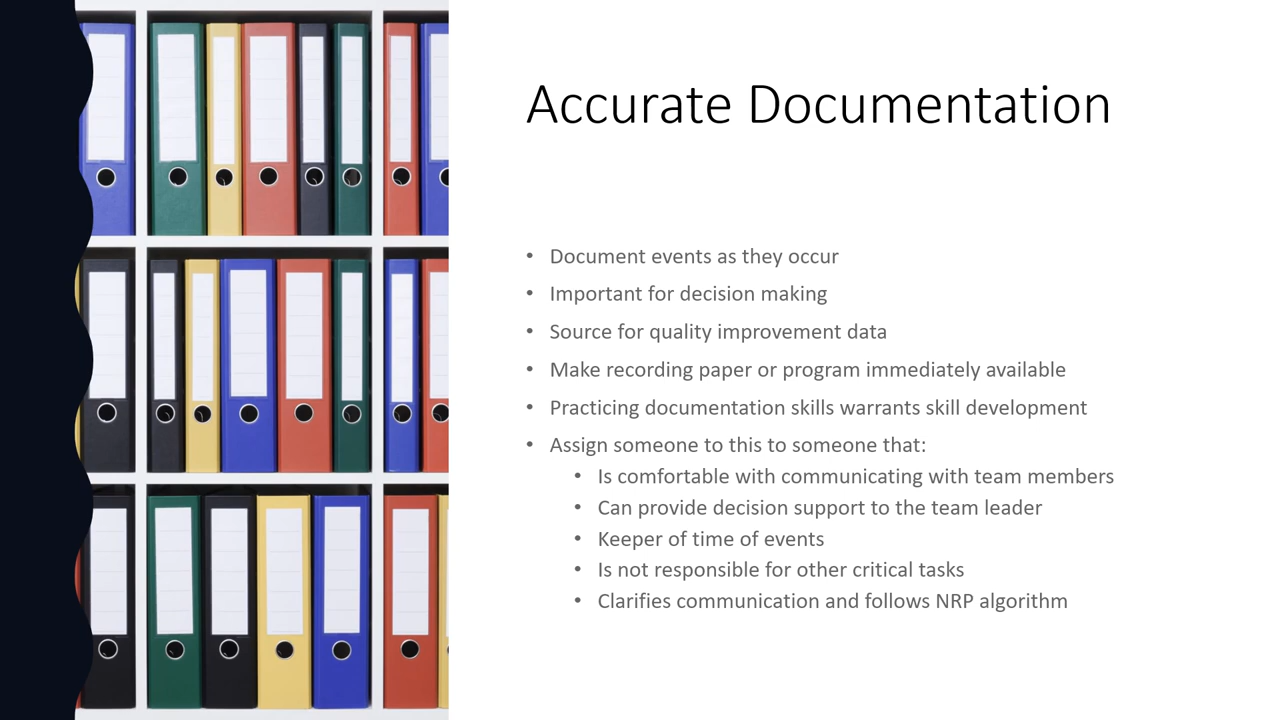 Accurate Documentation
• Document events as they occur
• Important for decision making
• Source for quality improvement data
• Make recording paper or program immediately available
• Practicing documentation skills warrants skill development
• Assign someone to this to someone that:
• Is comfortable with communicating with team members
• Can provide decision support to the team leader
• Keeper of time of events
• Is not responsible for other critical tasks
• Clarifies communication and follows NRP algorithm